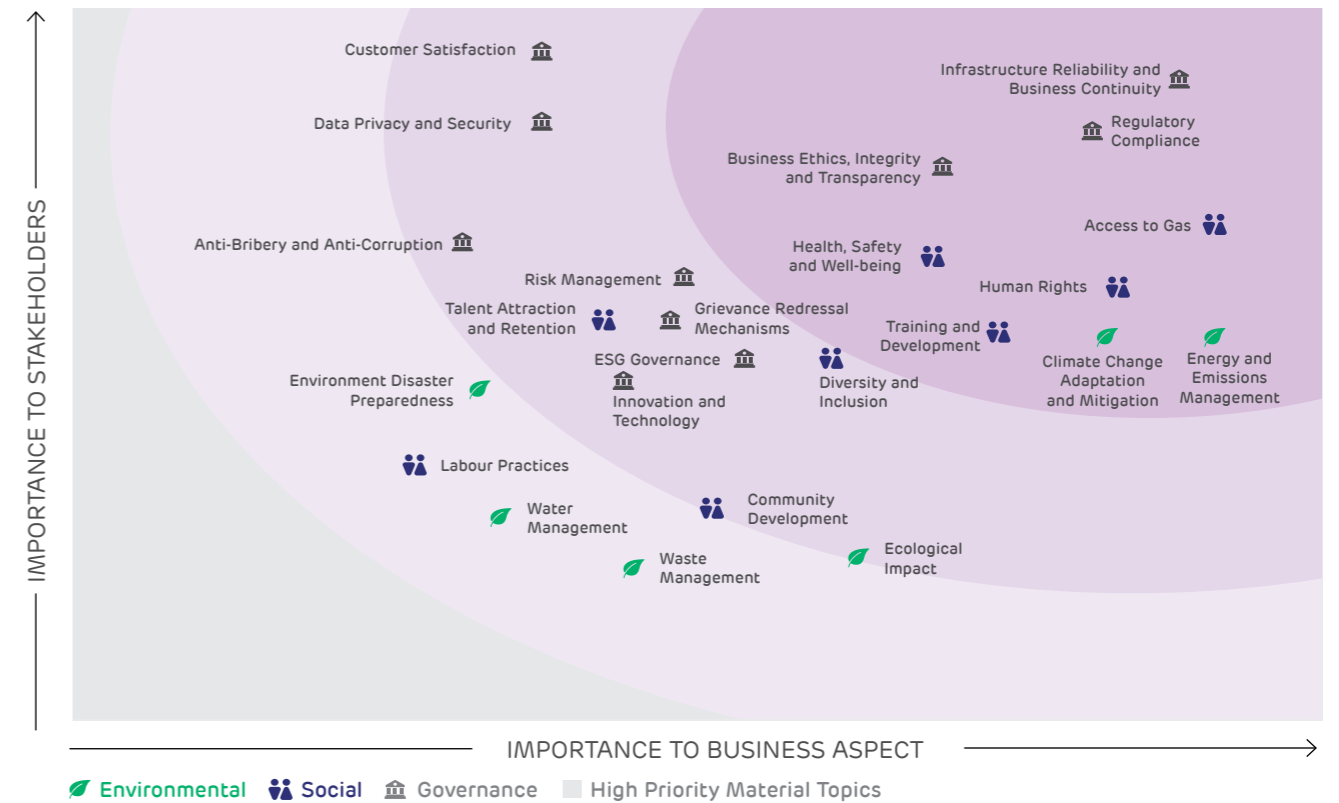 IMPORTANCE TO STAKEHOLDERS
Customer Satisfaction
Infrastructure Reliability and
Business Continuity
Data Privacy and Security
Regulatory
Compliance
Business Ethics, Integrity
and Transparency
Access to Gas
Anti-Bribery and Anti-Corruption
Health, Safety
and Well-being
Risk Management
Human Rights
Talent Attraction
and Retention
Grievance Redressal
Mechanisms
Training and
Development
ESG Governance
Climate Change
Adaptation
and Mitigation
Energy and
Emissions
Management
Environment Disaster
Preparedness
Diversity and
Inclusion
Innovation and
Technology
Labour Practices
Water
Management
Community
Development
Waste
Management
Ecological
Impact
IMPORTANCE TO BUSINESS ASPECT
Environmental Social Governance High Priority Material Topics